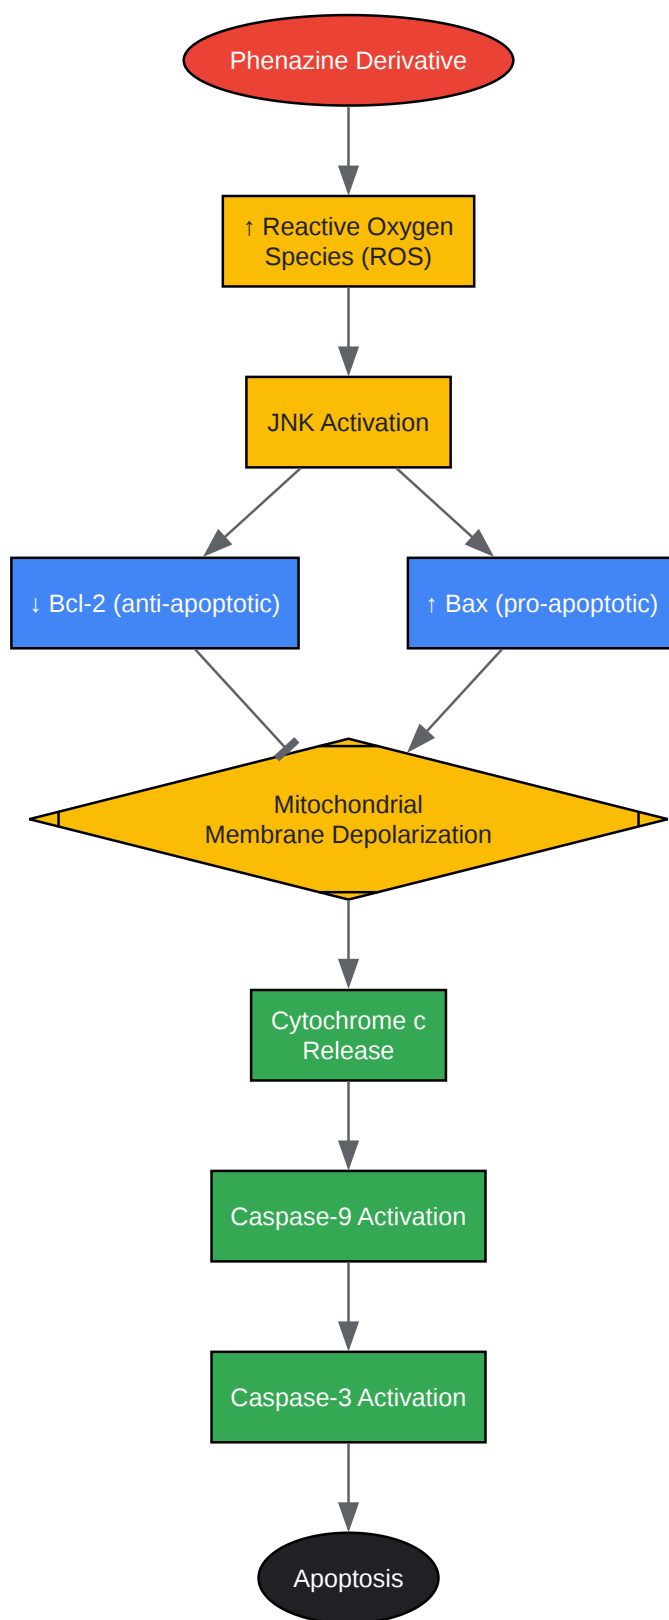 Phenazine Derivative
↑ Reactive Oxygen
Species (ROS)
JNK Activation
↓ Bcl-2 (anti-apoptotic)
↑ Bax (pro-apoptotic)
Mitochondrial
Membrane Depolarization
Cytochrome c
Release
Caspase-9 Activation
Caspase-3 Activation
Apoptosis